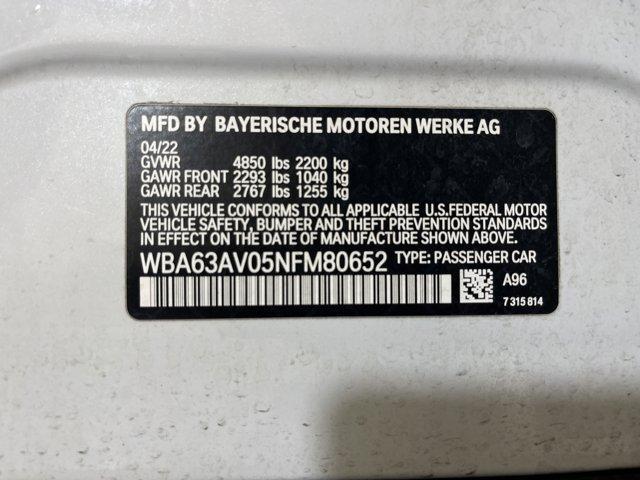 MFD BY BAYERISCHE MOTOREN WERKE AG
04/22
GVWR 4850 lbs 2200 kg
GAWR FRONT 2293 lbs 1040 kg
GAWR REAR 2767 lbs 1255 kg
THIS VEHICLE CONFORMS TO ALL APPLICABLE U.S.FEDERAL MOTOR
VEHICLE SAFETY, BUMPER AND THEFT PREVENTION STANDARDS
IN EFFECT ON THE DATE OF MANUFACTURE SHOWN ABOVE.
WBA63AV05NFM80652 TYPE: PASSENGER CAR
A96
7 315 814